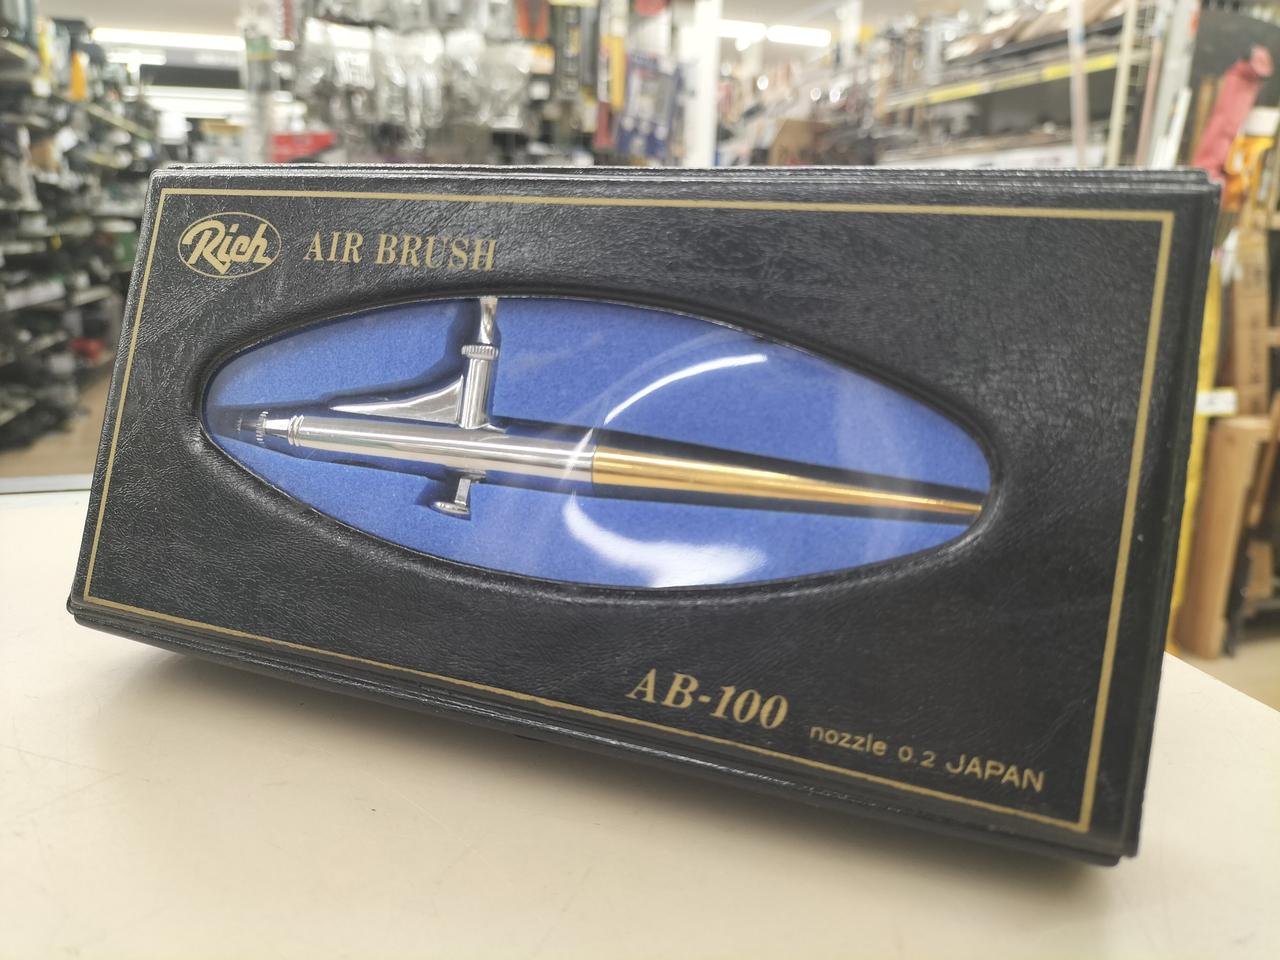 Rich AIR BRUSH
AB-100 nozzle 0.2 JAPAN